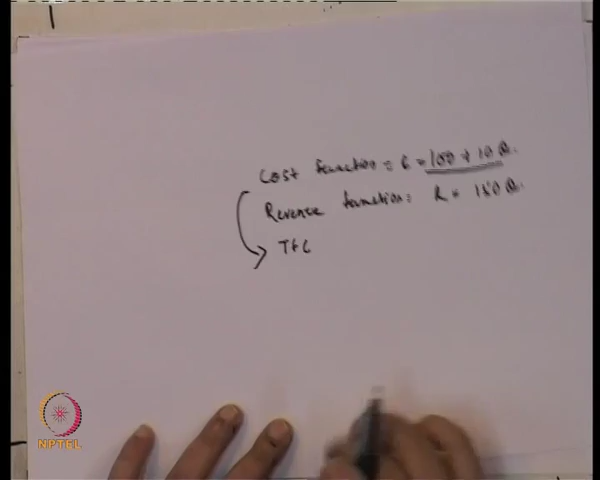 Cost function : C = 100 + 10 Q.
Revenue function : R = 150 Q.
TFC
NPTEL